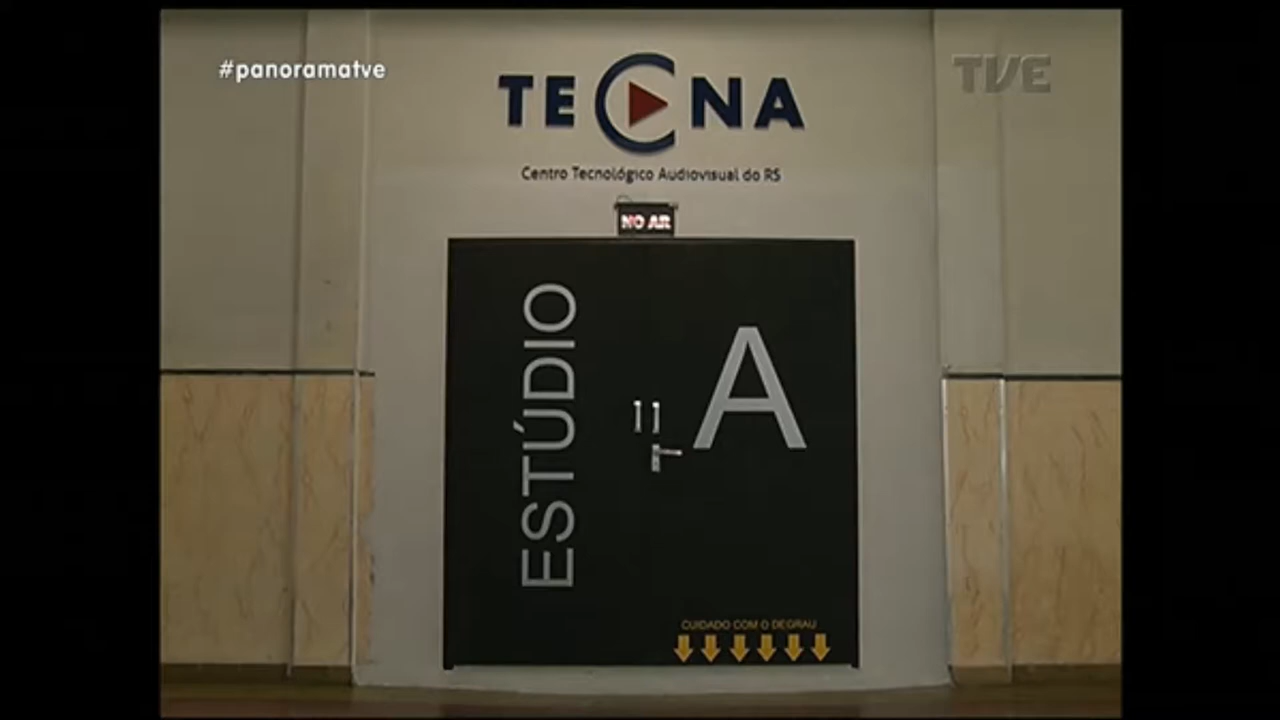 #panoramatve
TVE
TECNA
Centro Tecnológico Audiovisual do RS
NO AR
ESTÚDIO
A
CUIDADO COM O DEGRAU